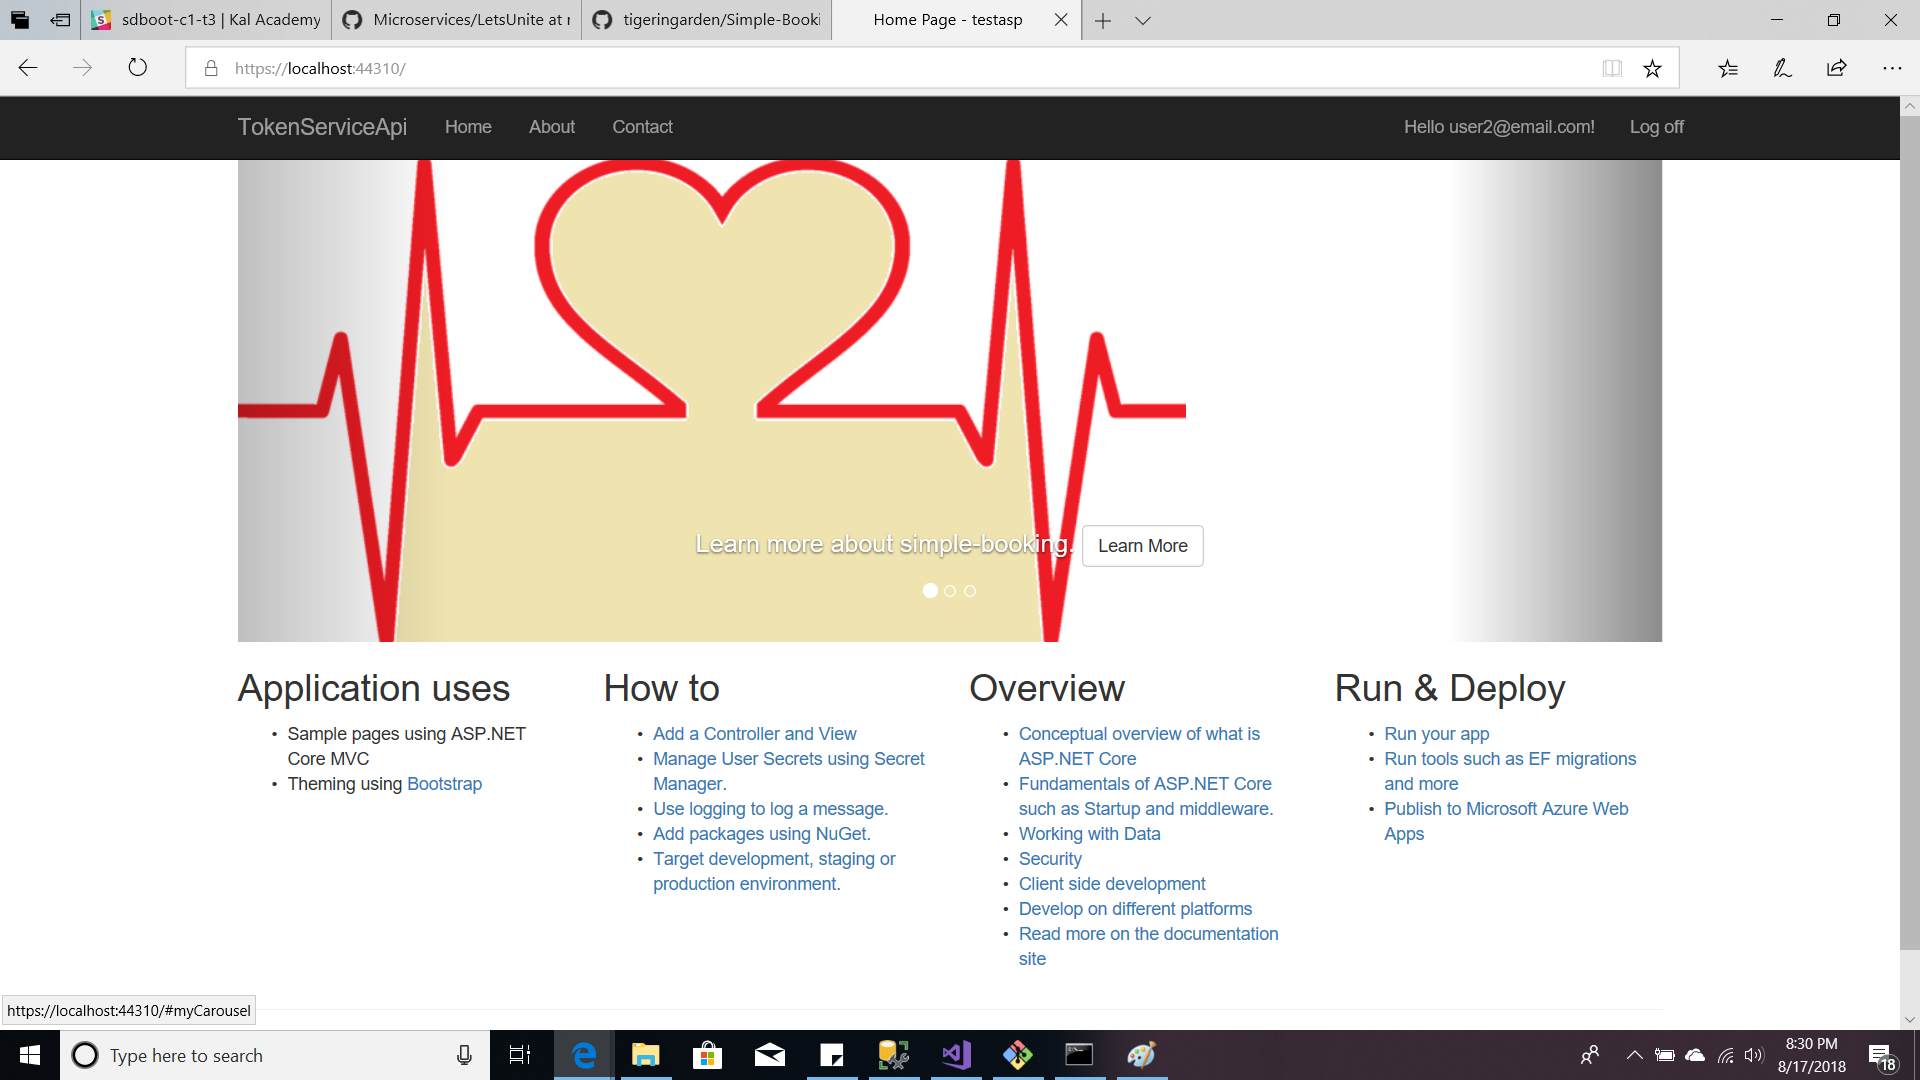 sdboot-c1-t3 | Kal Academy
Microservices/LetsUnite at r
tigeringarden/Simple-Booki
Home Page - testasp
https://localhost:44310/
TokenServiceApi
Home
About
Contact
Hello user2@email.com!
Log off
Learn more about simple-booking.
Learn More
Application uses
Sample pages using ASP.NET
Core MVC
Theming using Bootstrap
How to
Add a Controller and View
Manage User Secrets using Secret
Manager.
Use logging to log a message.
Add packages using NuGet.
Target development, staging or
production environment.
Overview
Conceptual overview of what is
ASP.NET Core
Fundamentals of ASP.NET Core
such as Startup and middleware.
Working with Data
Security
Client side development
Develop on different platforms
Read more on the documentation
site
Run & Deploy
Run your app
Run tools such as EF migrations
and more
Publish to Microsoft Azure Web
Apps
https://localhost:44310/#myCarousel
Type here to search
8:30 PM
8/17/2018
18